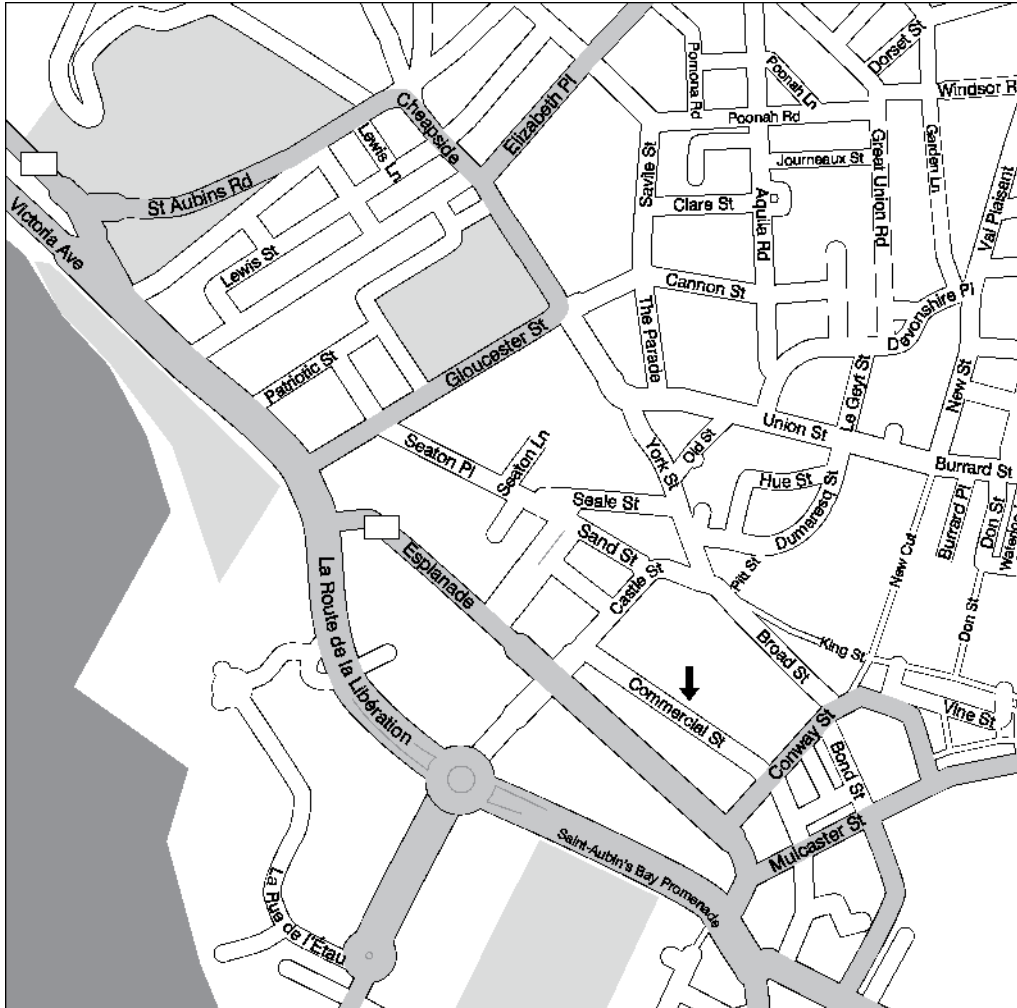 Dorset St
Pomona Rd
Poonah Ln
Windsor R
Cheapside
Elizabeth Pl
Poonah Rd
Lewis Ln
Savile St
Journeaux St
Great Union Rd
Garden Ln
St Aubins Rd
Clare St
Aquila Rd
Val Plaisant
Victoria Ave
Lewis St
Cannon St
Devonshire Pl
The Parade
Gloucester St
Patriotic St
Le Geyt St
New St
Union St
Seaton Pl
Seaton Ln
York St
Old St
Burrard St
Hue St
Seale St
Dumaresq St
Burrard Pl
Don St
Sand St
New Cut
Esplanade
Castle St
Pitt St
Don St
La Route de la Libération
Broad St
King St
Commercial St
Vine St
Conway St
Bond St
Mulcaster St
Saint-Aubin's Bay Promenade
La Rue de l'Étau